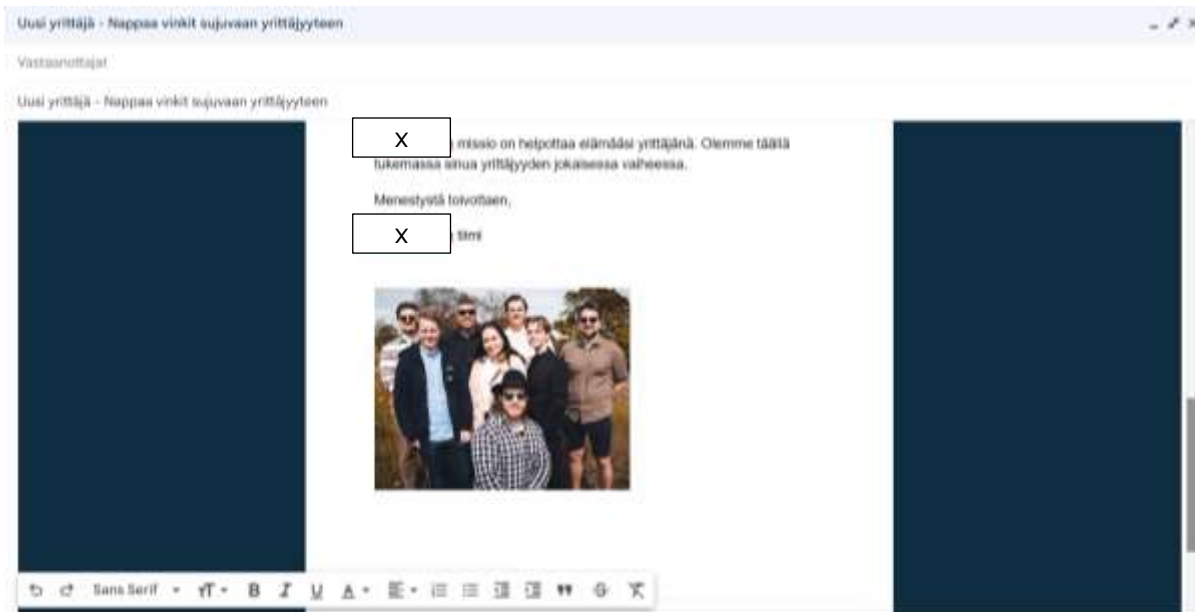 Uusi yrittäjä - Nappaa vinkit sujuvaan yrittäjyyteen
Vastaanottajat
Uusi yrittäjä - Nappaa vinkit sujuvaan yrittäjyyteen
X missio on helpottaa elämääsi yrittäjänä. Olemme täällä
tukemassa sinua yrittäjyyden jokaisessa vaiheessa.
Menestystä toivottaen,
X tiimi
Sans Serif